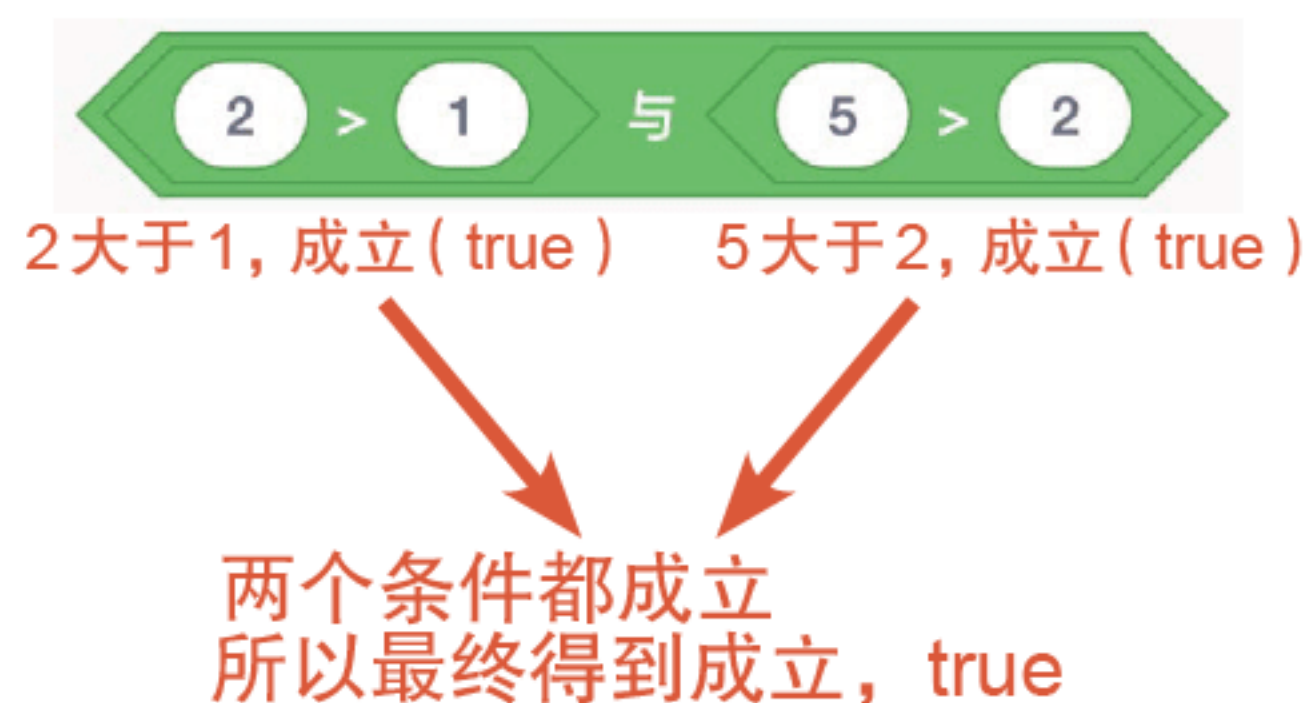 2 > 1 与 5 > 2
2大于1，成立（true） 5大于2，成立（true）
两个条件都成立
所以最终得到成立，true